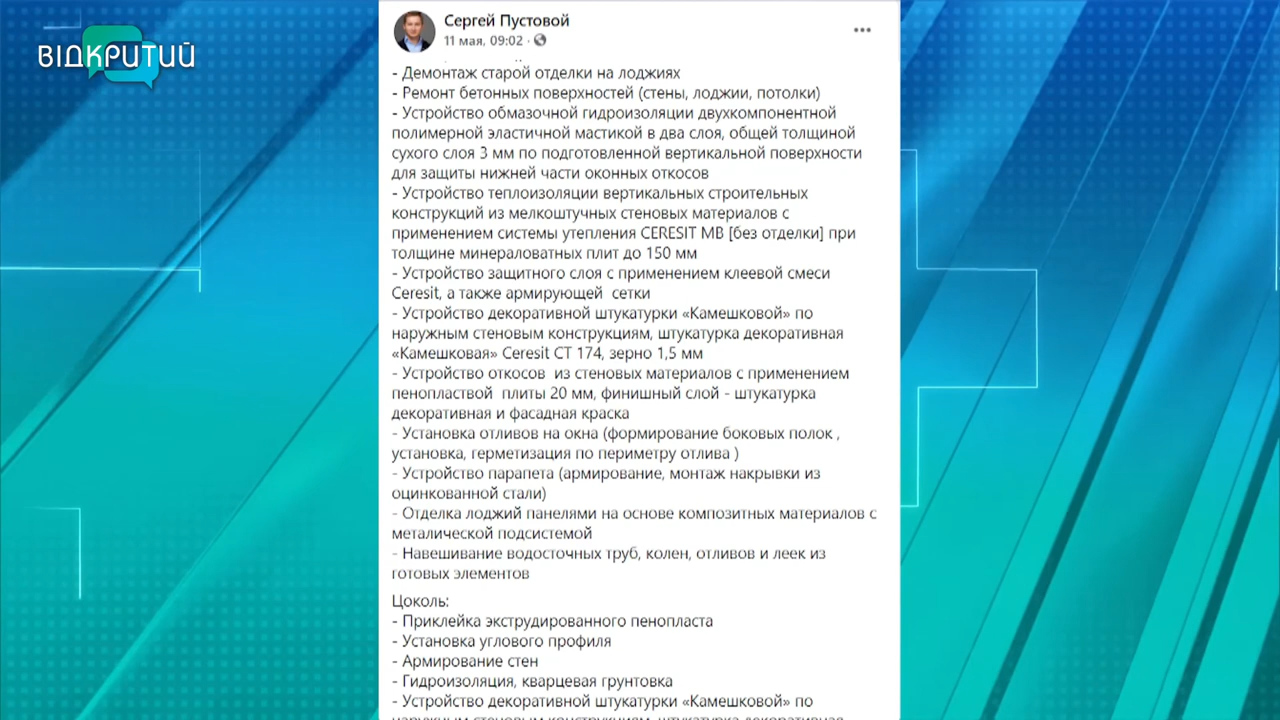 ВІДКРИТИЙ
Сергей Пустовой
11 мая, 09:02 ·
- Демонтаж старой отделки на лоджиях
- Ремонт бетонных поверхностей (стены, лоджии, потолки)
- Устройство обмазочной гидроизоляции двухкомпонентной
полимерной эластичной мастикой в два слоя, общей толщиной
сухого слоя 3 мм по подготовленной вертикальной поверхности
для защиты нижней части оконных откосов
- Устройство теплоизоляции вертикальных строительных
конструкций из мелкоштучных стеновых материалов с
применением системы утепления CERESIT MB [без отделки] при
толщине минераловатных плит до 150 мм
- Устройство защитного слоя с применением клеевой смеси
Ceresit, а также армирующей  сетки
- Устройство декоративной штукатурки «Камешковой» по
наружным стеновым конструкциям, штукатурка декоративная
«Камешковая» Ceresit CT 174, зерно 1,5 мм
- Устройство откосов  из стеновых материалов с применением
пенопластвой  плиты 20 мм, финишный слой - штукатурка
декоративная и фасадная краска
- Установка отливов на окна (формирование боковых полок ,
установка, герметизация по периметру отлива )
- Устройство парапета (армирование, монтаж накрывки из
оцинкованной стали)
- Отделка лоджий панелями на основе композитных материалов с
металической подсистемой
- Навешивание водосточных труб, колен, отливов и леек из
готовых элементов
Цоколь:
- Приклейка экструдированного пенопласта
- Установка углового профиля
- Армирование стен
- Гидроизоляция, кварцевая грунтовка
- Устройство декоративной штукатурки «Камешковой» по